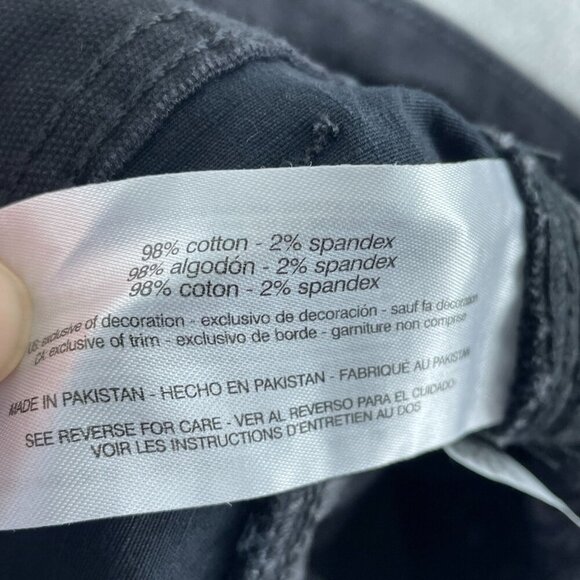 98% cotton - 2% spandex
98% algodón - 2% spandex
98% coton - 2% spandex
exclusive of decoration - exclusivo de decoración - sauf la decoration
CA: exclusive of trim - exclusivo de borde - garniture non comprise
MADE IN PAKISTAN - HECHO EN PAKISTAN - FABRIQUÉ AU PAKISTAN
SEE REVERSE FOR CARE - VER AL REVERSO PARA EL CUIDADO
VOIR LES INSTRUCTIONS D'ENTRETIEN AU DOS